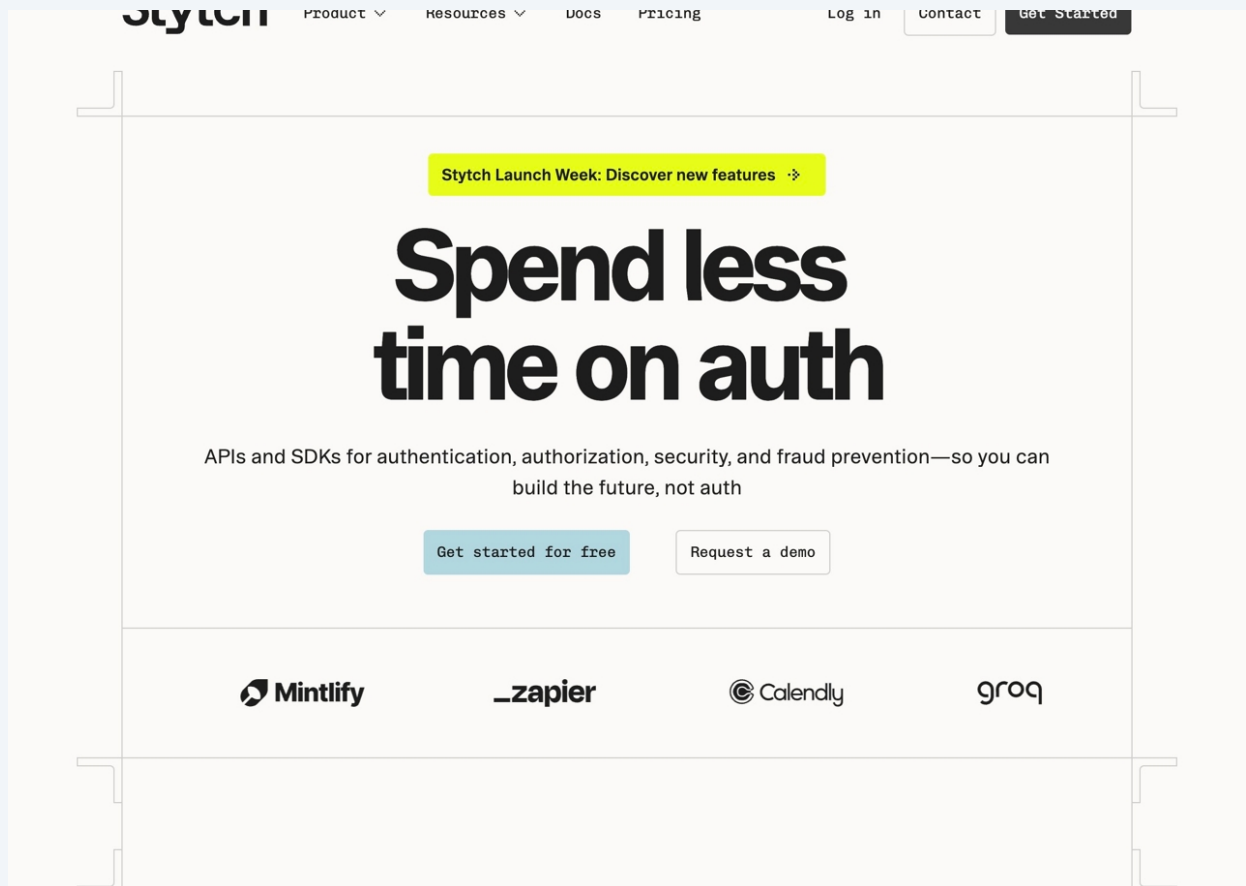 Stytch
Product
Resources
Docs
Pricing
Log in
Contact
Get Started
Stytch Launch Week: Discover new features
Spend less
time on auth
APIs and SDKs for authentication, authorization, security, and fraud prevention—so you can
build the future, not auth
Get started for free
Request a demo
Mintlify
_zapier
Calendly
groq